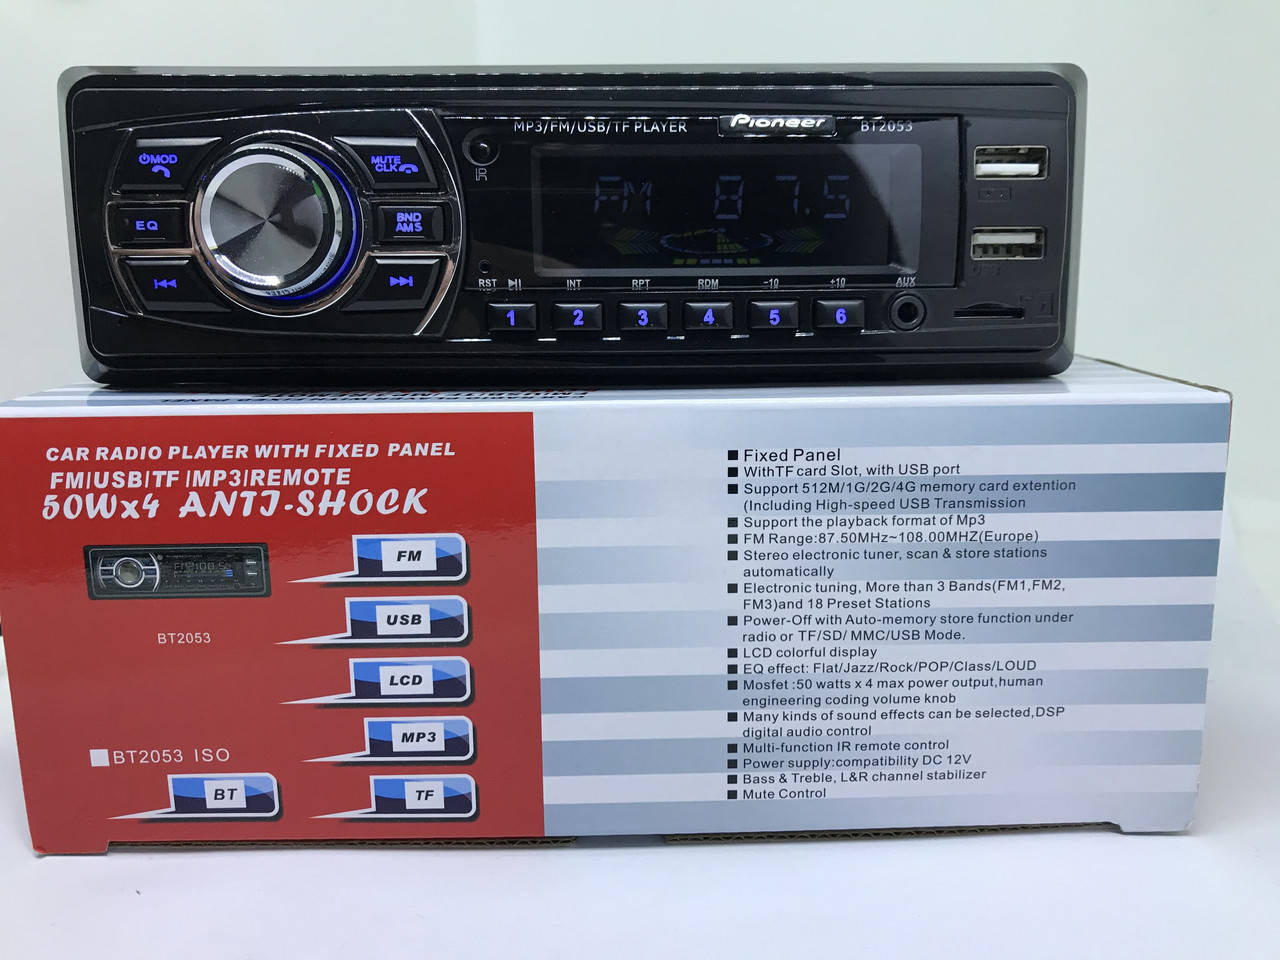 MP3/FM/USB/TF PLAYER
Pioneer
BT2053
MOD
MUTE
CLK
IR
EQ
BND
AMS
FM 87.5
RST
INT
RPT
RDM
-10
+10
AUX
1
2
3
4
5
6
CAR RADIO PLAYER WITH FIXED PANEL
FM|USB|TF |MP3|REMOTE
50Wx4 ANTI-SHOCK
BT2053
BT2053 ISO
FM
USB
LCD
MP3
BT
TF
Fixed Panel
WithTF card Slot, with USB port
Support 512M/1G/2G/4G memory card extention
(Including High-speed USB Transmission
Support the playback format of Mp3
FM Range:87.50MHz~108.00MHZ(Europe)
Stereo electronic tuner, scan & store stations
automatically
Electronic tuning, More than 3 Bands(FM1,FM2,
FM3)and 18 Preset Stations
Power-Off with Auto-memory store function under
radio or TF/SD/ MMC/USB Mode.
LCD colorful display
EQ effect: Flat/Jazz/Rock/POP/Class/LOUD
Mosfet :50 watts x 4 max power output,human
engineering coding volume knob
Many kinds of sound effects can be selected,DSP
digital audio control
Multi-function IR remote control
Power supply:compatibility DC 12V
Bass & Treble, L&R channel stabilizer
Mute Control